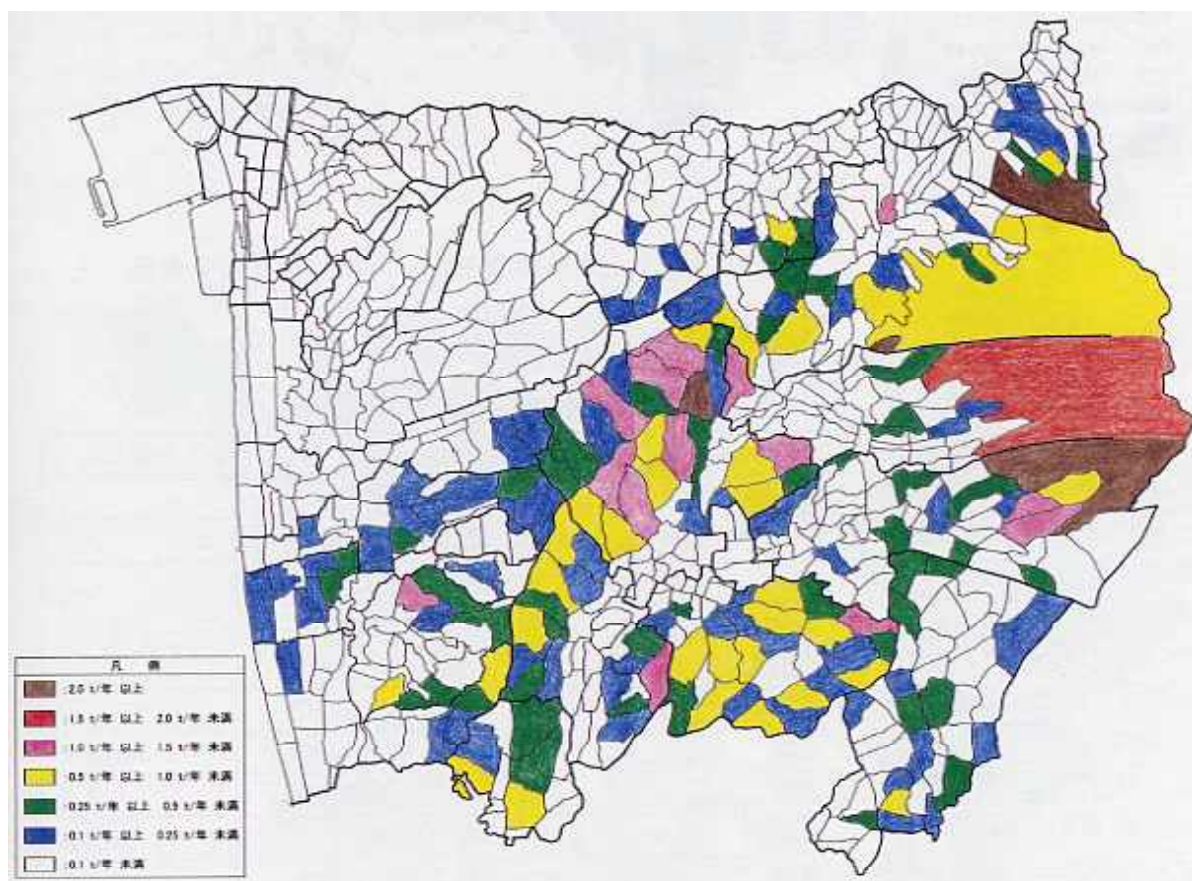 凡 例
2.0 t/年 以上
1.5 t/年 以上 2.0 t/年 未満
1.0 t/年 以上 1.5 t/年 未満
0.5 t/年 以上 1.0 t/年 未満
0.25 t/年 以上 0.5 t/年 未満
0.1 t/年 以上 0.25 t/年 未満
0.1 t/年 未満